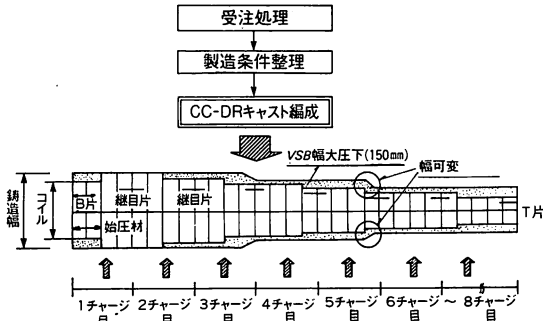 受注処理
製造条件整理
CC-DRキャスト編成
VSB幅大圧下(150mm)
幅可変
鋳造幅
コイル
B片
継目片
継目片
始圧材
T片
1チャージ目
2チャージ目
3チャージ目
4チャージ目
5チャージ目
6チャージ目
～
8チャージ目